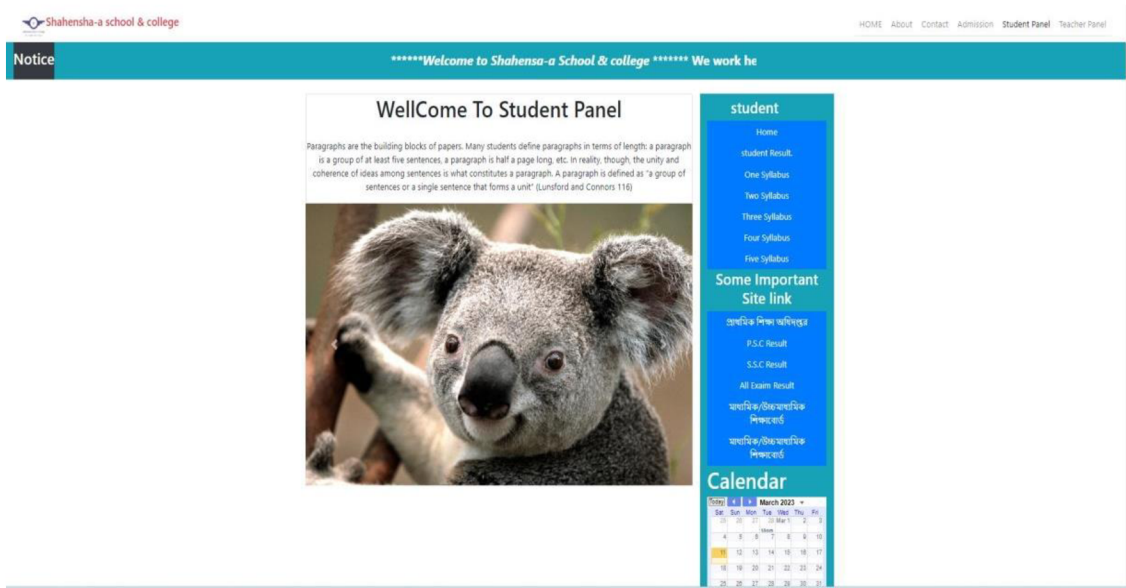 Shahensha-a school & college
HOME About Contact Admission Student Panel Teacher Panel
Notice
******Welcome to Shahensa-a School & college ******* We work he
WellCome To Student Panel
Paragraphs are the building blocks of papers. Many students define paragraphs in terms of length: a paragraph
is a group of at least five sentences, a paragraph is half a page long, etc. In reality, though, the unity and
coherence of ideas among sentences is what constitutes a paragraph. A paragraph is defined as "a group of
sentences or a single sentence that forms a unit" (Lunsford and Connors 116)
student
Home
student Result.
One Syllabus
Two Syllabus
Three Syllabus
Four Syllabus
Five Syllabus
Some Important
Site link
প্রাথমিক শিক্ষা অধিদপ্তর
P.S.C Result
S.S.C Result
All Exaim Result
মাধ্যমিক/উচ্চমাধ্যমিক
শিক্ষাবোর্ড
মাধ্যমিক/উচ্চমাধ্যমিক
শিক্ষাবোর্ড
Calendar
Today March 2023
Sat Sun Mon Tue Wed Thu Fri
25 26 27 28 Mar 1 2 3
4 5 6 7 8 9 10
11 12 13 14 15 16 17
18 19 20 21 22 23 24
25 26 27 28 29 30 31